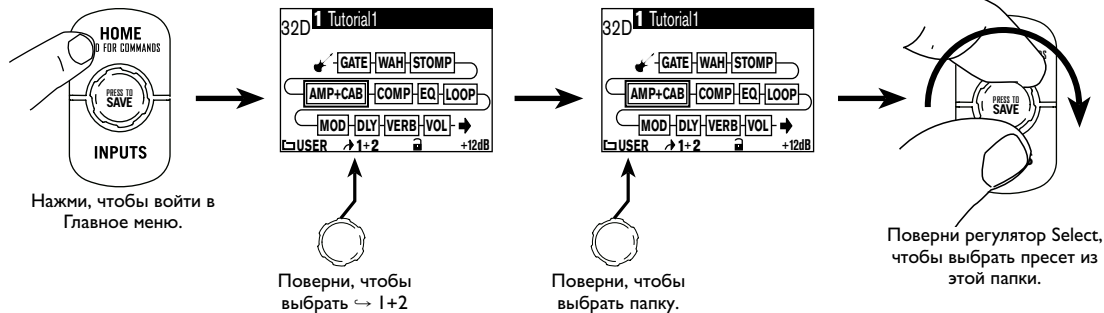 HOME
D FOR COMMANDS
PRESS TO
SAVE
INPUTS
Нажми, чтобы войти в
Главное меню.
32D 1 Tutorial1
GATE WAH STOMP
AMP+CAB COMP EQ LOOP
MOD DLY VERB VOL
USER 1+2 +12dB
Поверни, чтобы
выбрать ↪ 1+2
32D 1 Tutorial1
GATE WAH STOMP
AMP+CAB COMP EQ LOOP
MOD DLY VERB VOL
USER 1+2 +12dB
Поверни, чтобы
выбрать папку.
PRESS TO
SAVE
Поверни регулятор Select,
чтобы выбрать пресет из
этой папки.